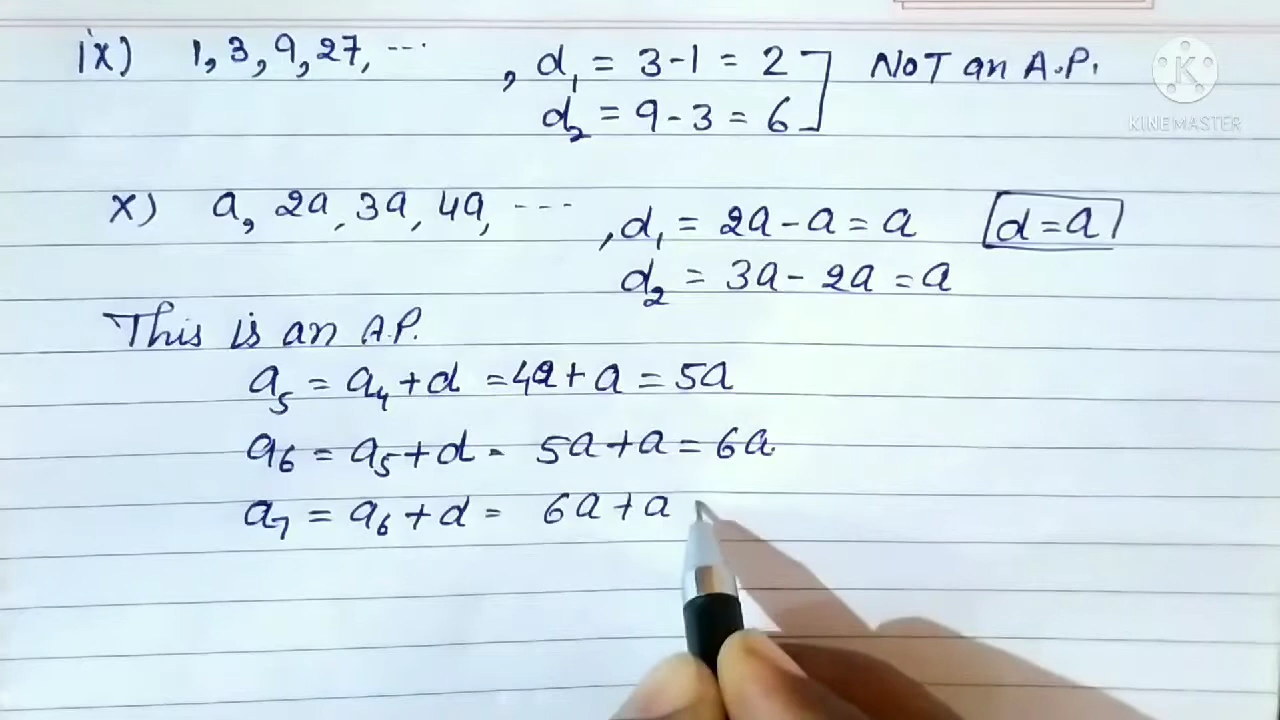 ix) 1, 3, 9, 27, ... , d₁ = 3 - 1 = 2 NOT an A.P.
d₂ = 9 - 3 = 6
K
KINEMASTER
x) a, 2a, 3a, 4a, --- , d₁ = 2a - a = a d = a
d₂ = 3a - 2a = a
This is an A.P.
a₅ = a₄ + d = 4a + a = 5a
a₆ = a₅ + d = 5a + a = 6a
a₇ = a₆ + d = 6a + a